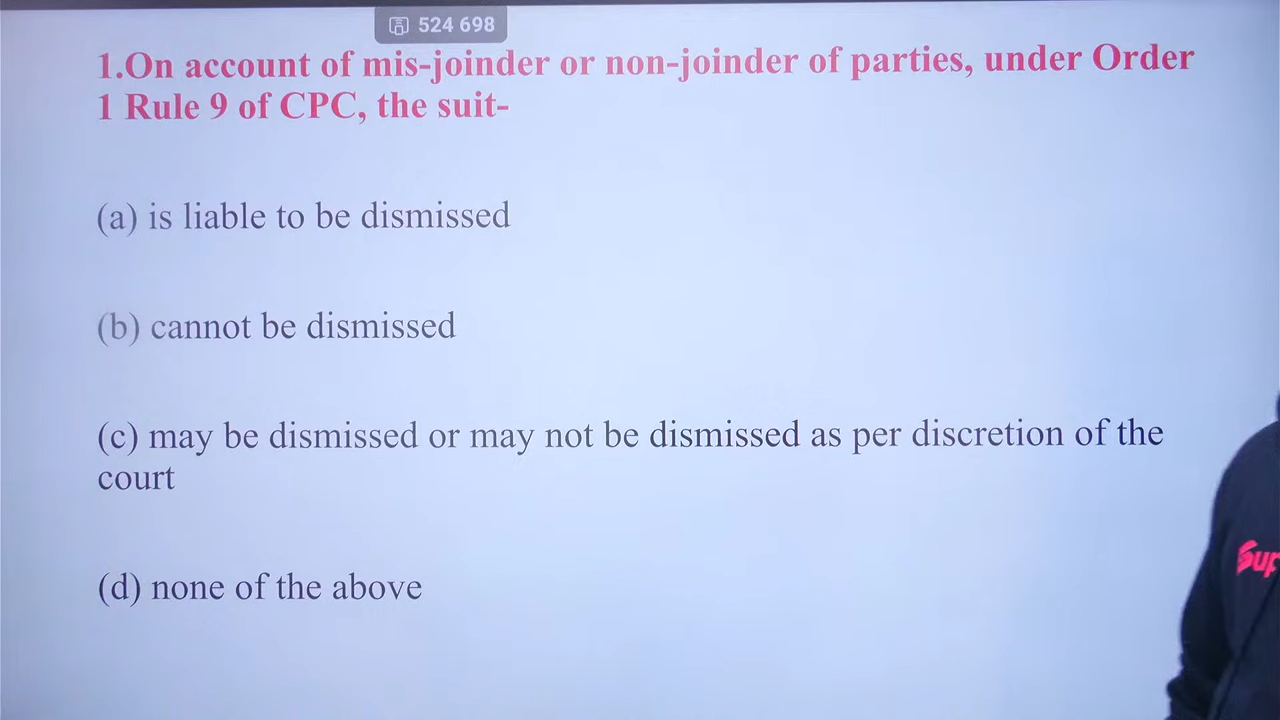 524 698
1.On account of mis-joinder or non-joinder of parties, under Order
1 Rule 9 of CPC, the suit-
(a) is liable to be dismissed
(b) cannot be dismissed
(c) may be dismissed or may not be dismissed as per discretion of the
court
(d) none of the above
Sup